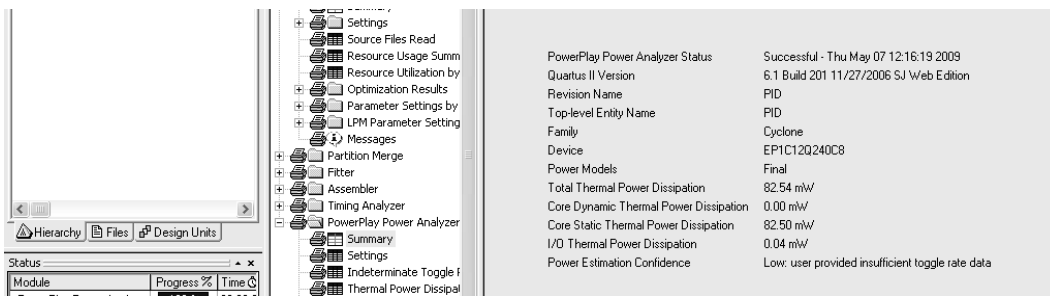 Settings
Source Files Read
Resource Usage Summ
Resource Utilization by
Optimization Results
Parameter Settings by
LPM Parameter Setting
Messages
Partition Merge
Fitter
Assembler
Timing Analyzer
PowerPlay Power Analyzer
Summary
Settings
Indeterminate Toggle
Thermal Power Dissipat
Hierarchy Files Design Units
Status
Module Progress % Time
PowerPlay Power Analyzer Status Successful - Thu May 07 12:16:19 2009
Quartus II Version 6.1 Build 201 11/27/2006 SJ Web Edition
Revision Name PID
Top-level Entity Name PID
Family Cyclone
Device EP1C12Q240C8
Power Models Final
Total Thermal Power Dissipation 82.54 mW
Core Dynamic Thermal Power Dissipation 0.00 mW
Core Static Thermal Power Dissipation 82.50 mW
I/O Thermal Power Dissipation 0.04 mW
Power Estimation Confidence Low: user provided insufficient toggle rate data